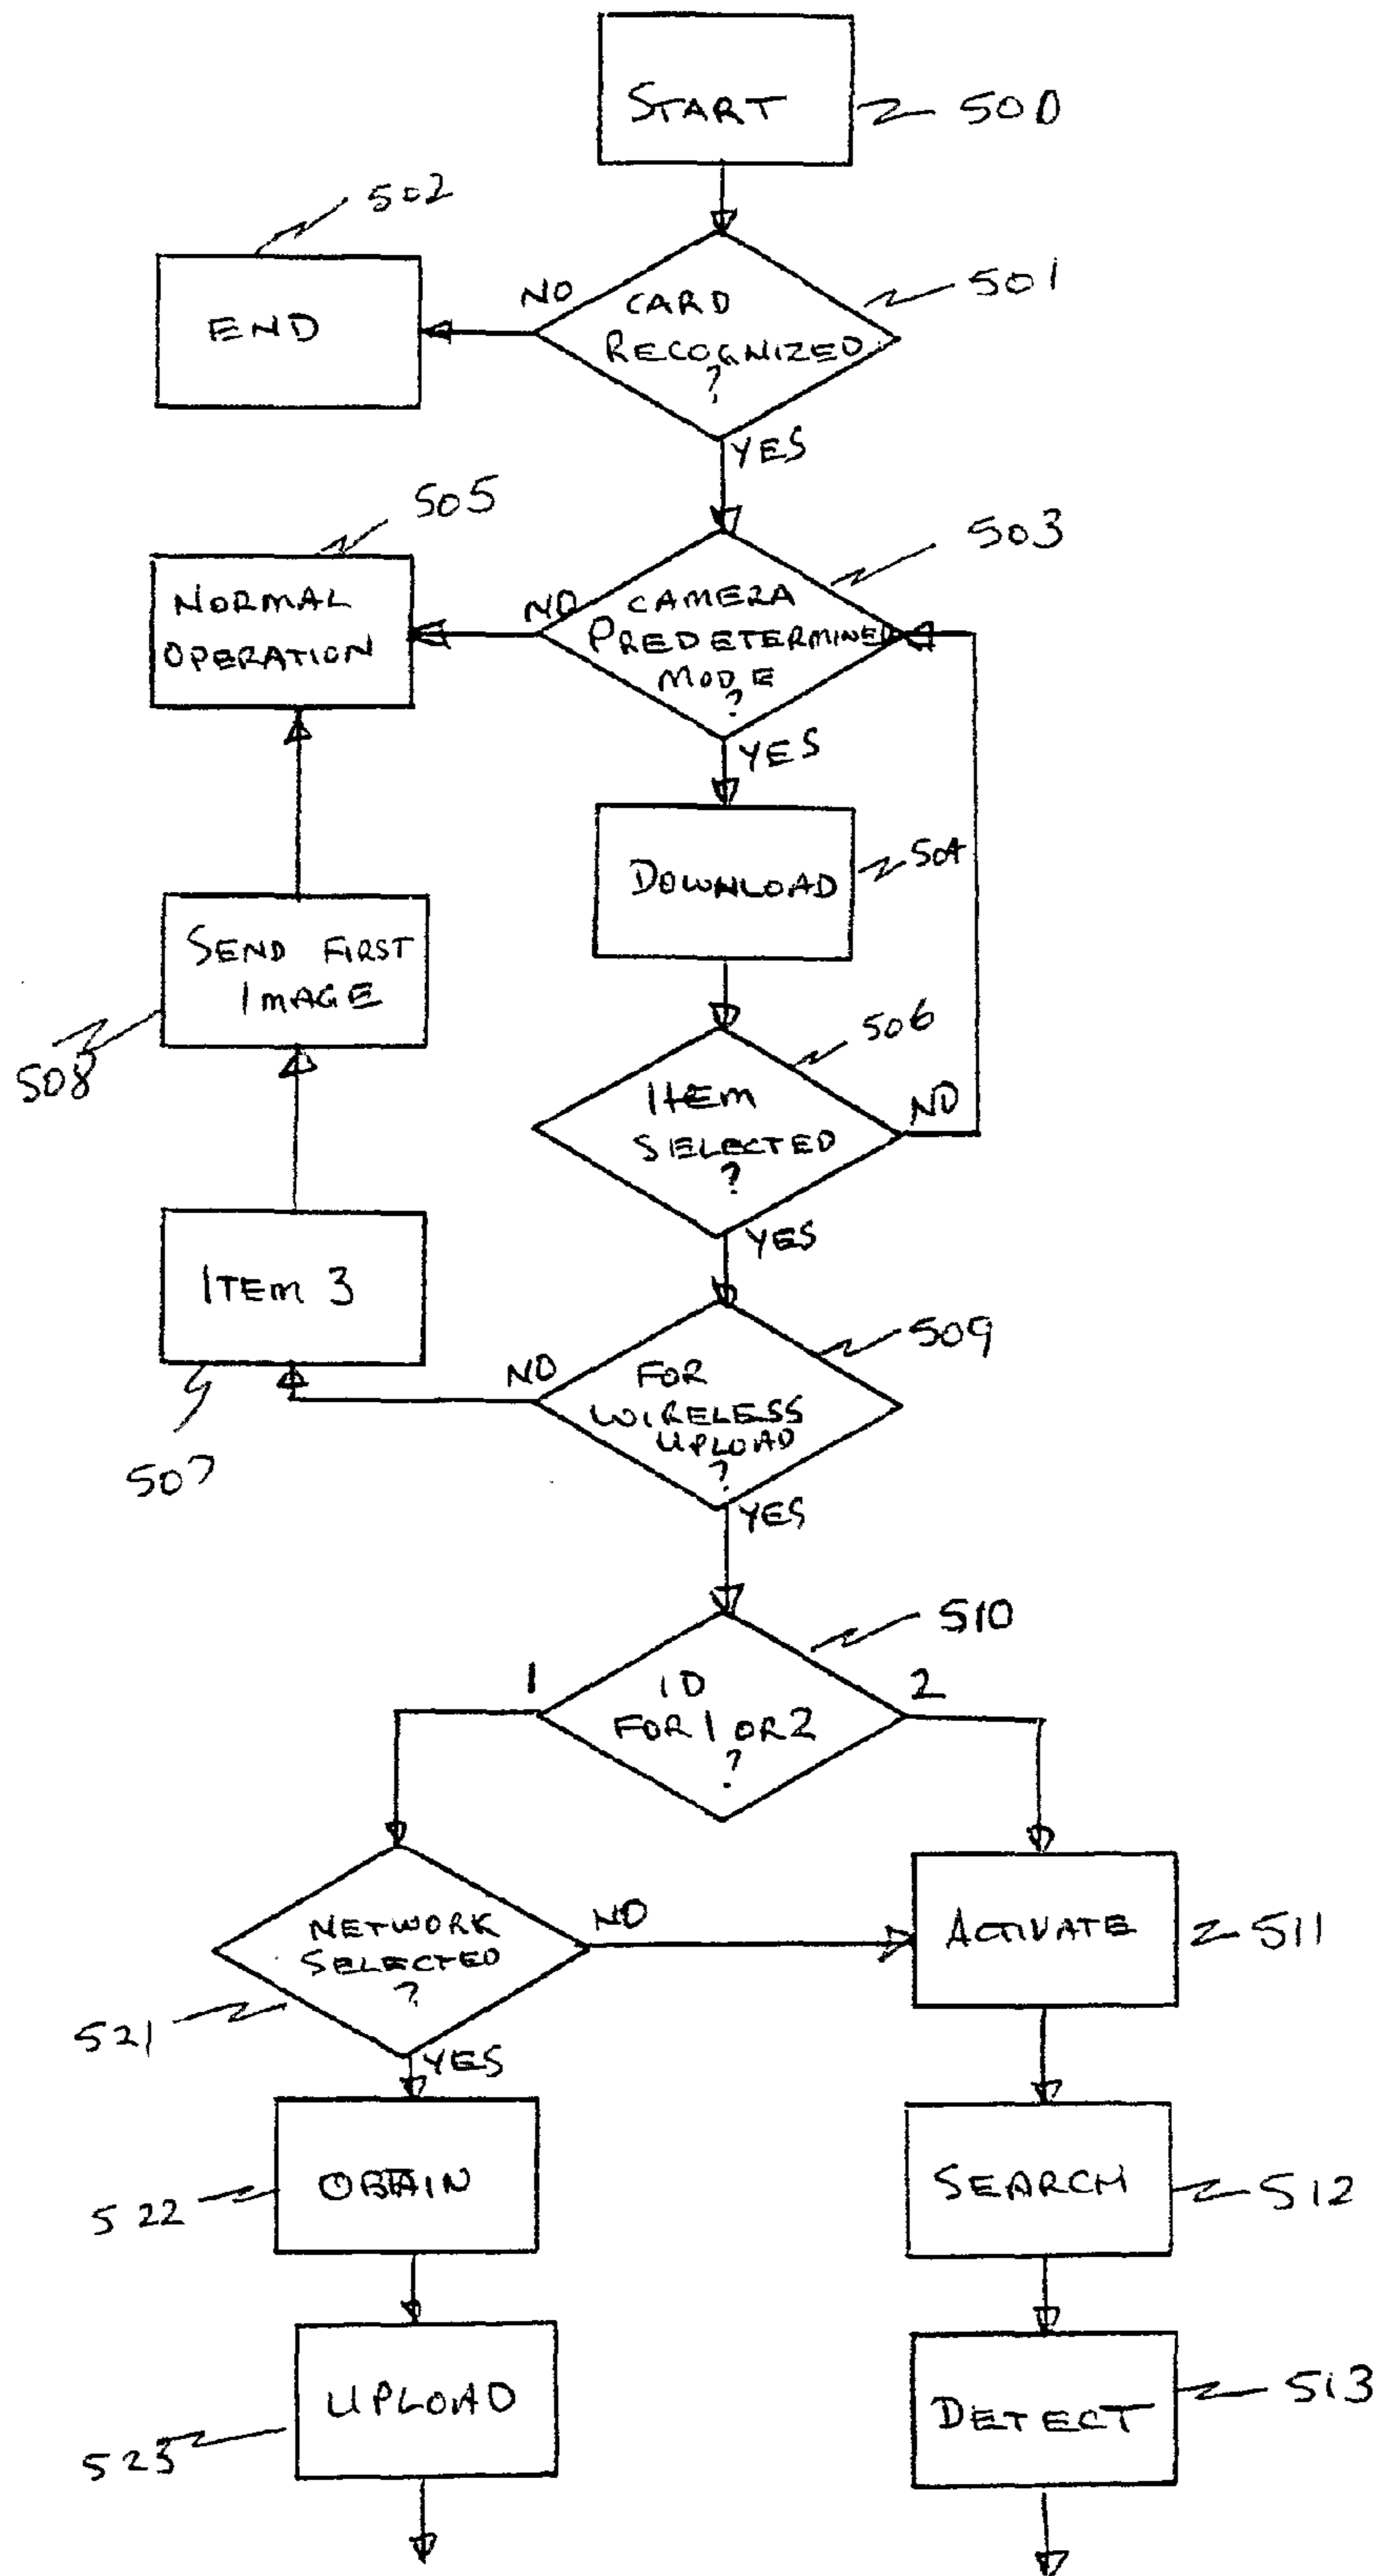 START
500
502
END
NO
CARD
RECOGNIZED
?
501
YES
505
NORMAL
OPERATION
NO
CAMERA
PREDETERMINED
MODE
?
503
YES
DOWNLOAD
504
SEND FIRST
IMAGE
508
ITEM
SELECTED
?
506
NO
YES
ITEM 3
507
NO
FOR
WIRELESS
UPLOAD
?
509
YES
1
ID
FOR 1 OR 2
?
2
510
NETWORK
SELECTED
?
NO
521
YES
ACTIVATE
511
OBTAIN
522
SEARCH
512
UPLOAD
523
DETECT
513